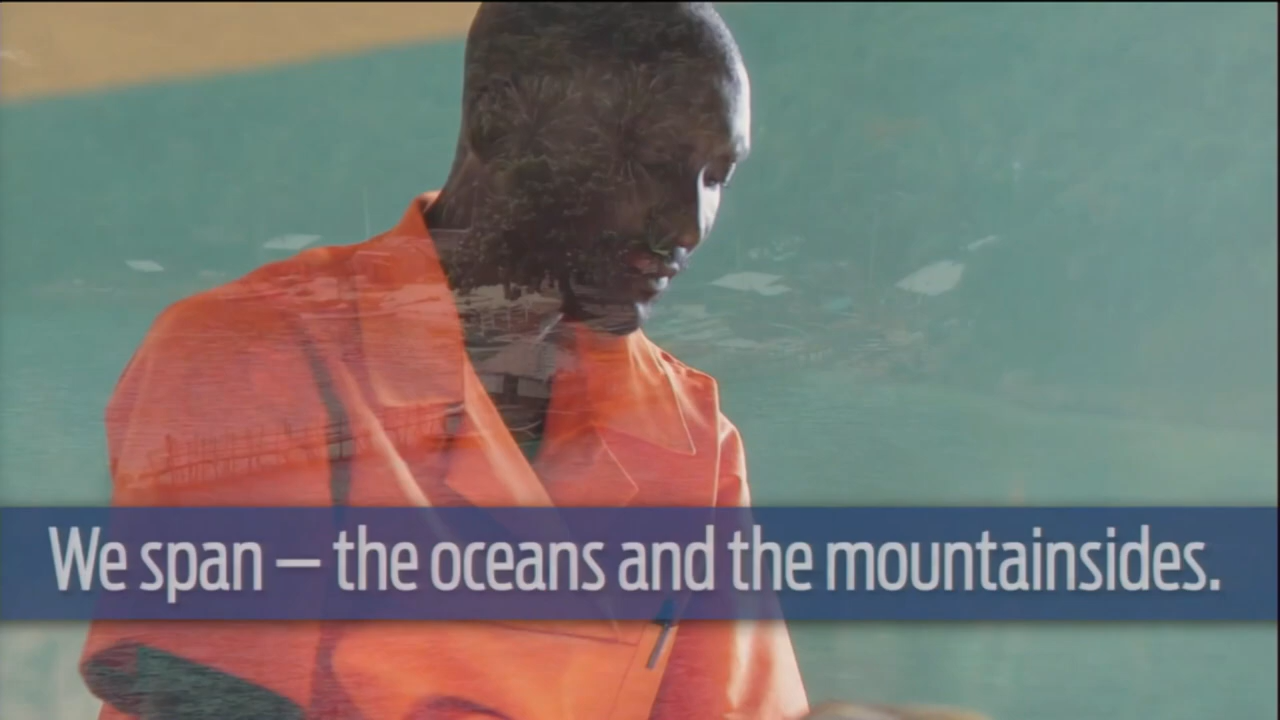 We span – the oceans and the mountainsides.